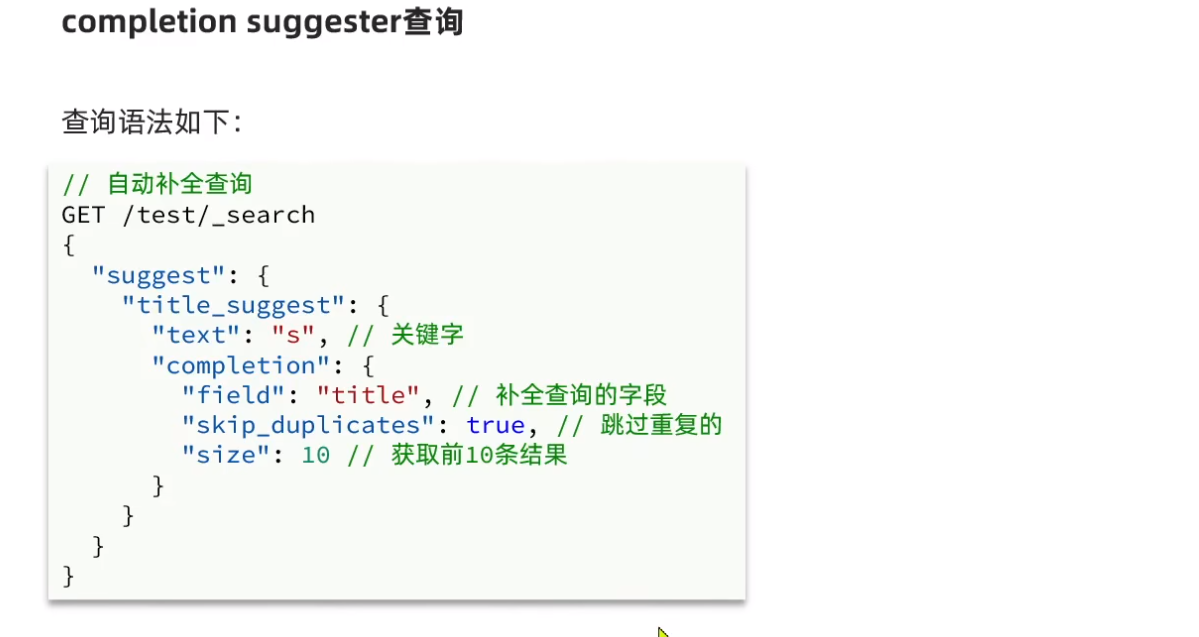 completion suggester查询
查询语法如下：
// 自动补全查询
GET /test/_search
{
  "suggest": {
    "title_suggest": {
      "text": "s", // 关键字
      "completion": {
        "field": "title", // 补全查询的字段
        "skip_duplicates": true, // 跳过重复的
        "size": 10 // 获取前10条结果
      }
    }
  }
}